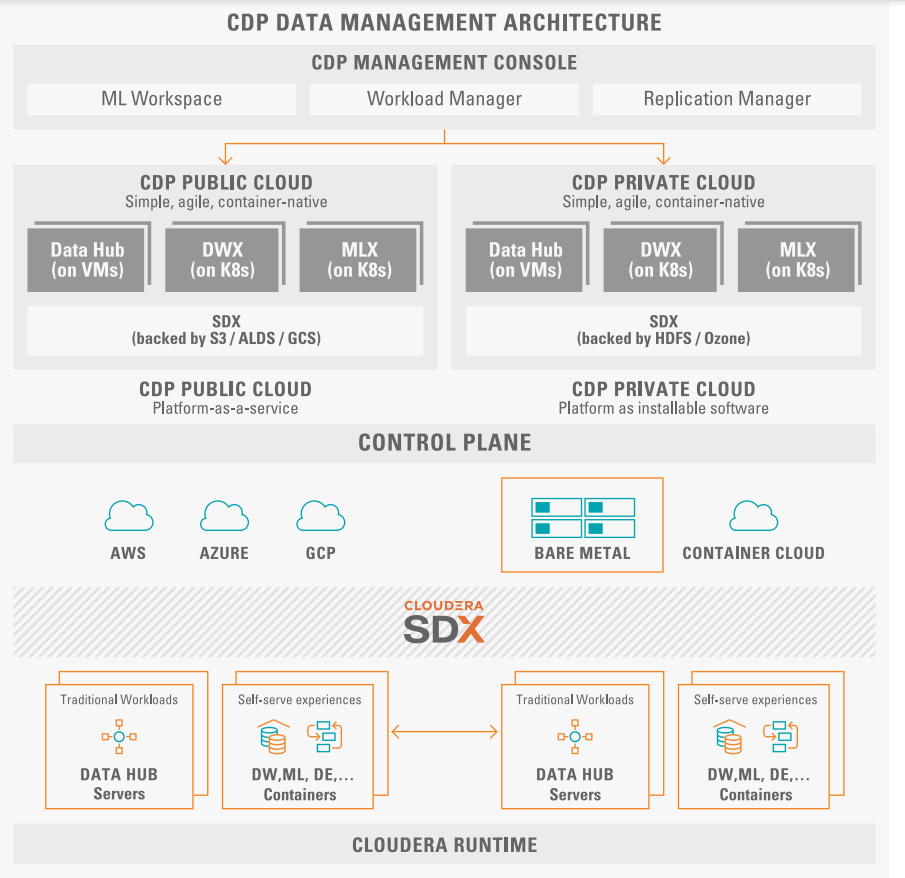 CDP DATA MANAGEMENT ARCHITECTURE
CDP MANAGEMENT CONSOLE
ML Workspace
Workload Manager
Replication Manager
CDP PUBLIC CLOUD
Simple, agile, container-native
Data Hub
(on VMs)
DWX
(on K8s)
MLX
(on K8s)
SDX
(backed by S3 / ALDS / GCS)
CDP PRIVATE CLOUD
Simple, agile, container-native
Data Hub
(on VMs)
DWX
(on K8s)
MLX
(on K8s)
SDX
(backed by HDFS / Ozone)
CDP PUBLIC CLOUD
Platform-as-a-service
CDP PRIVATE CLOUD
Platform as installable software
CONTROL PLANE
AWS
AZURE
GCP
BARE METAL
CONTAINER CLOUD
CLOUDERA
SDX
Traditional Workloads
DATA HUB
Servers
Self-serve experiences
DW,ML, DE,...
Containers
Traditional Workloads
DATA HUB
Servers
Self-serve experiences
DW,ML, DE,...
Containers
CLOUDERA RUNTIME